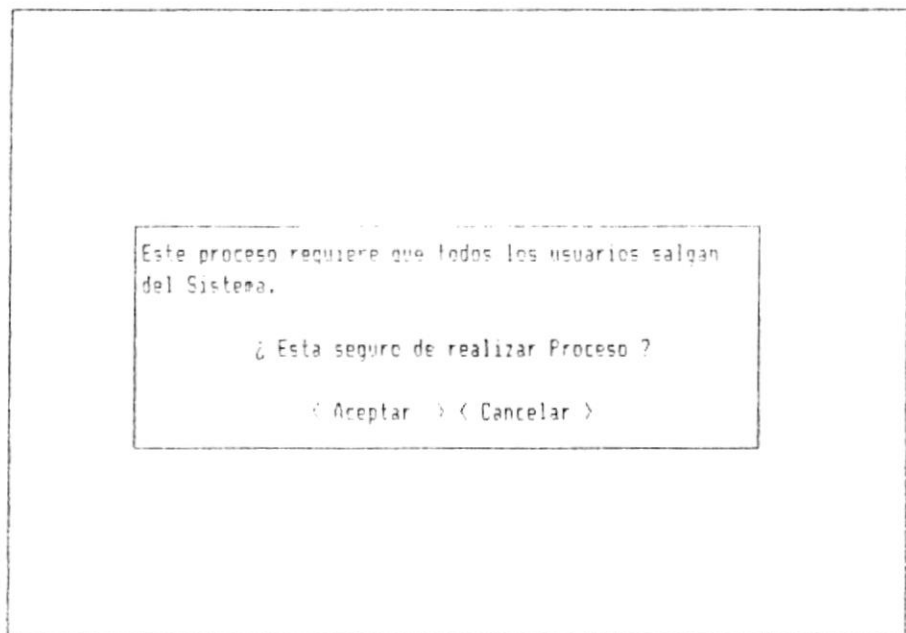 Este proceso requiere que todos los usuarios salgan
del Sistema.
¿ Esta seguro de realizar Proceso ?
< Aceptar > < Cancelar >